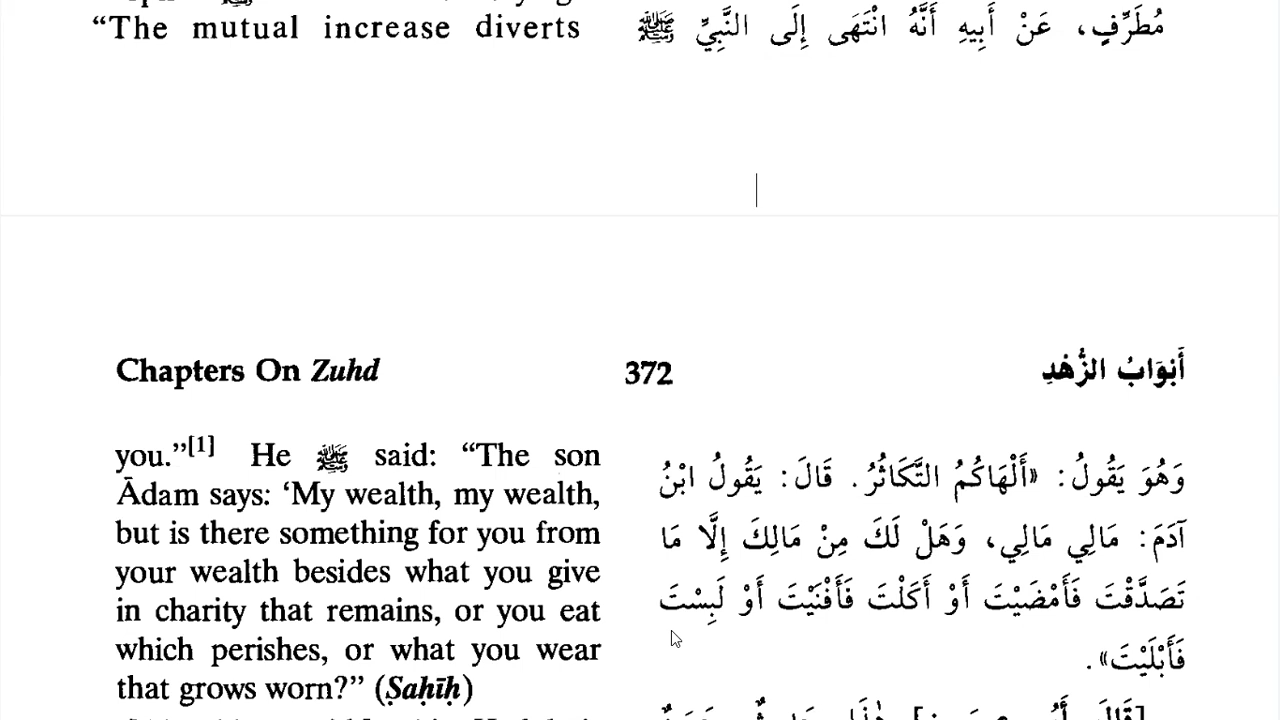 "The mutual increase diverts
مُطَرِّفٍ، عَنْ أَبِيهِ أَنَّهُ انْتَهَى إِلَى النَّبِيِّ ﷺ
Chapters On Zuhd
372
أَبْوَابُ الزُّهْدِ
you."[1] He ﷺ said: "The son
Ādam says: 'My wealth, my wealth,
but is there something for you from
your wealth besides what you give
in charity that remains, or you eat
which perishes, or what you wear
that grows worn?" (Ṣaḥīḥ)
وَهُوَ يَقُولُ: «أَلْهَاكُمُ التَّكَاثُرُ. قَالَ: يَقُولُ ابْنُ
آدَمَ: مَالِي مَالِي، وَهَلْ لَكَ مِنْ مَالِكَ إِلَّا مَا
تَصَدَّقْتَ فَأَمْضَيْتَ أَوْ أَكَلْتَ فَأَفْنَيْتَ أَوْ لَبِسْتَ
فَأَبْلَيْتَ».